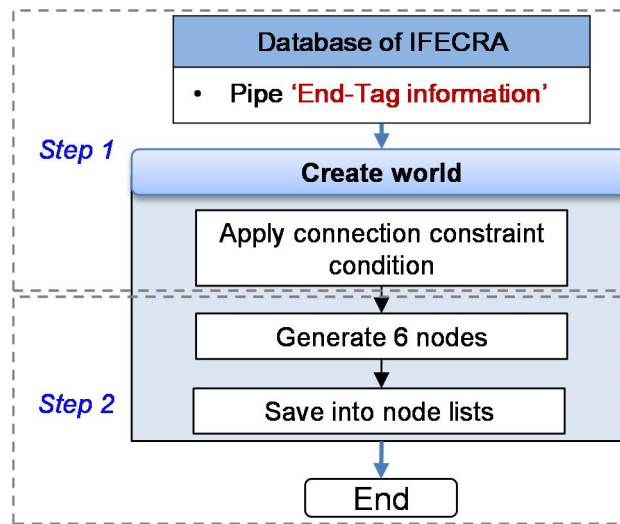 Database of IFECRA
• Pipe ‘End-Tag information’
Step 1
Create world
Apply connection constraint
condition
Generate 6 nodes
Step 2
Save into node lists
End